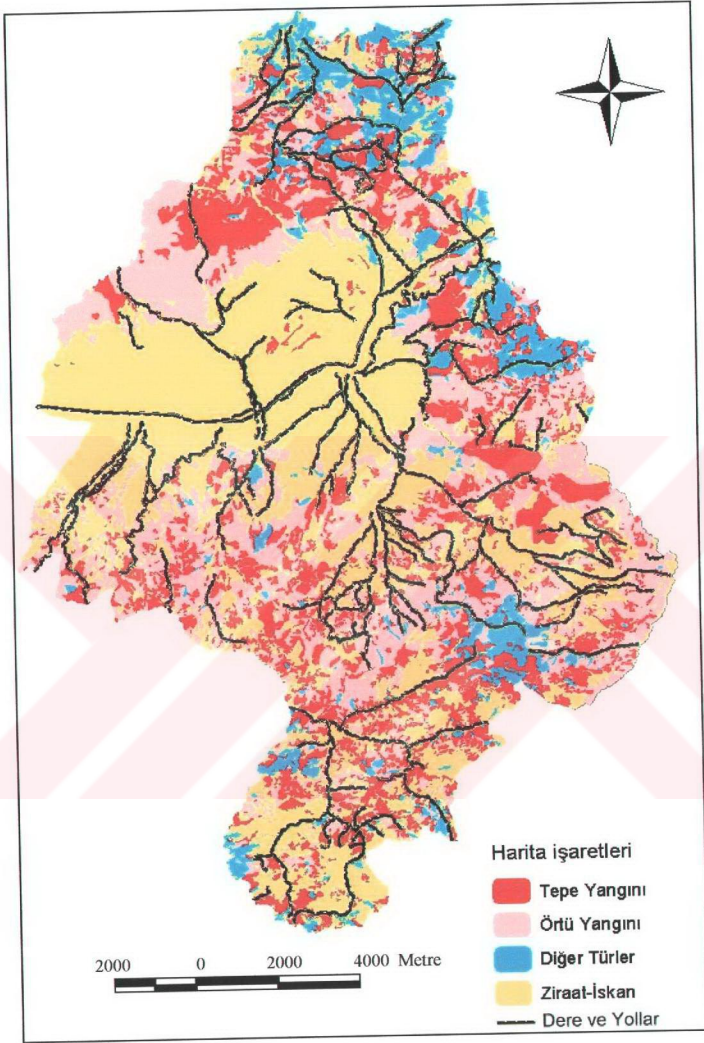 Harita işaretleri
Tepe Yangını
Örtü Yangını
Diğer Türler
Ziraat-İskan
Dere ve Yollar
2000 0 2000 4000 Metre